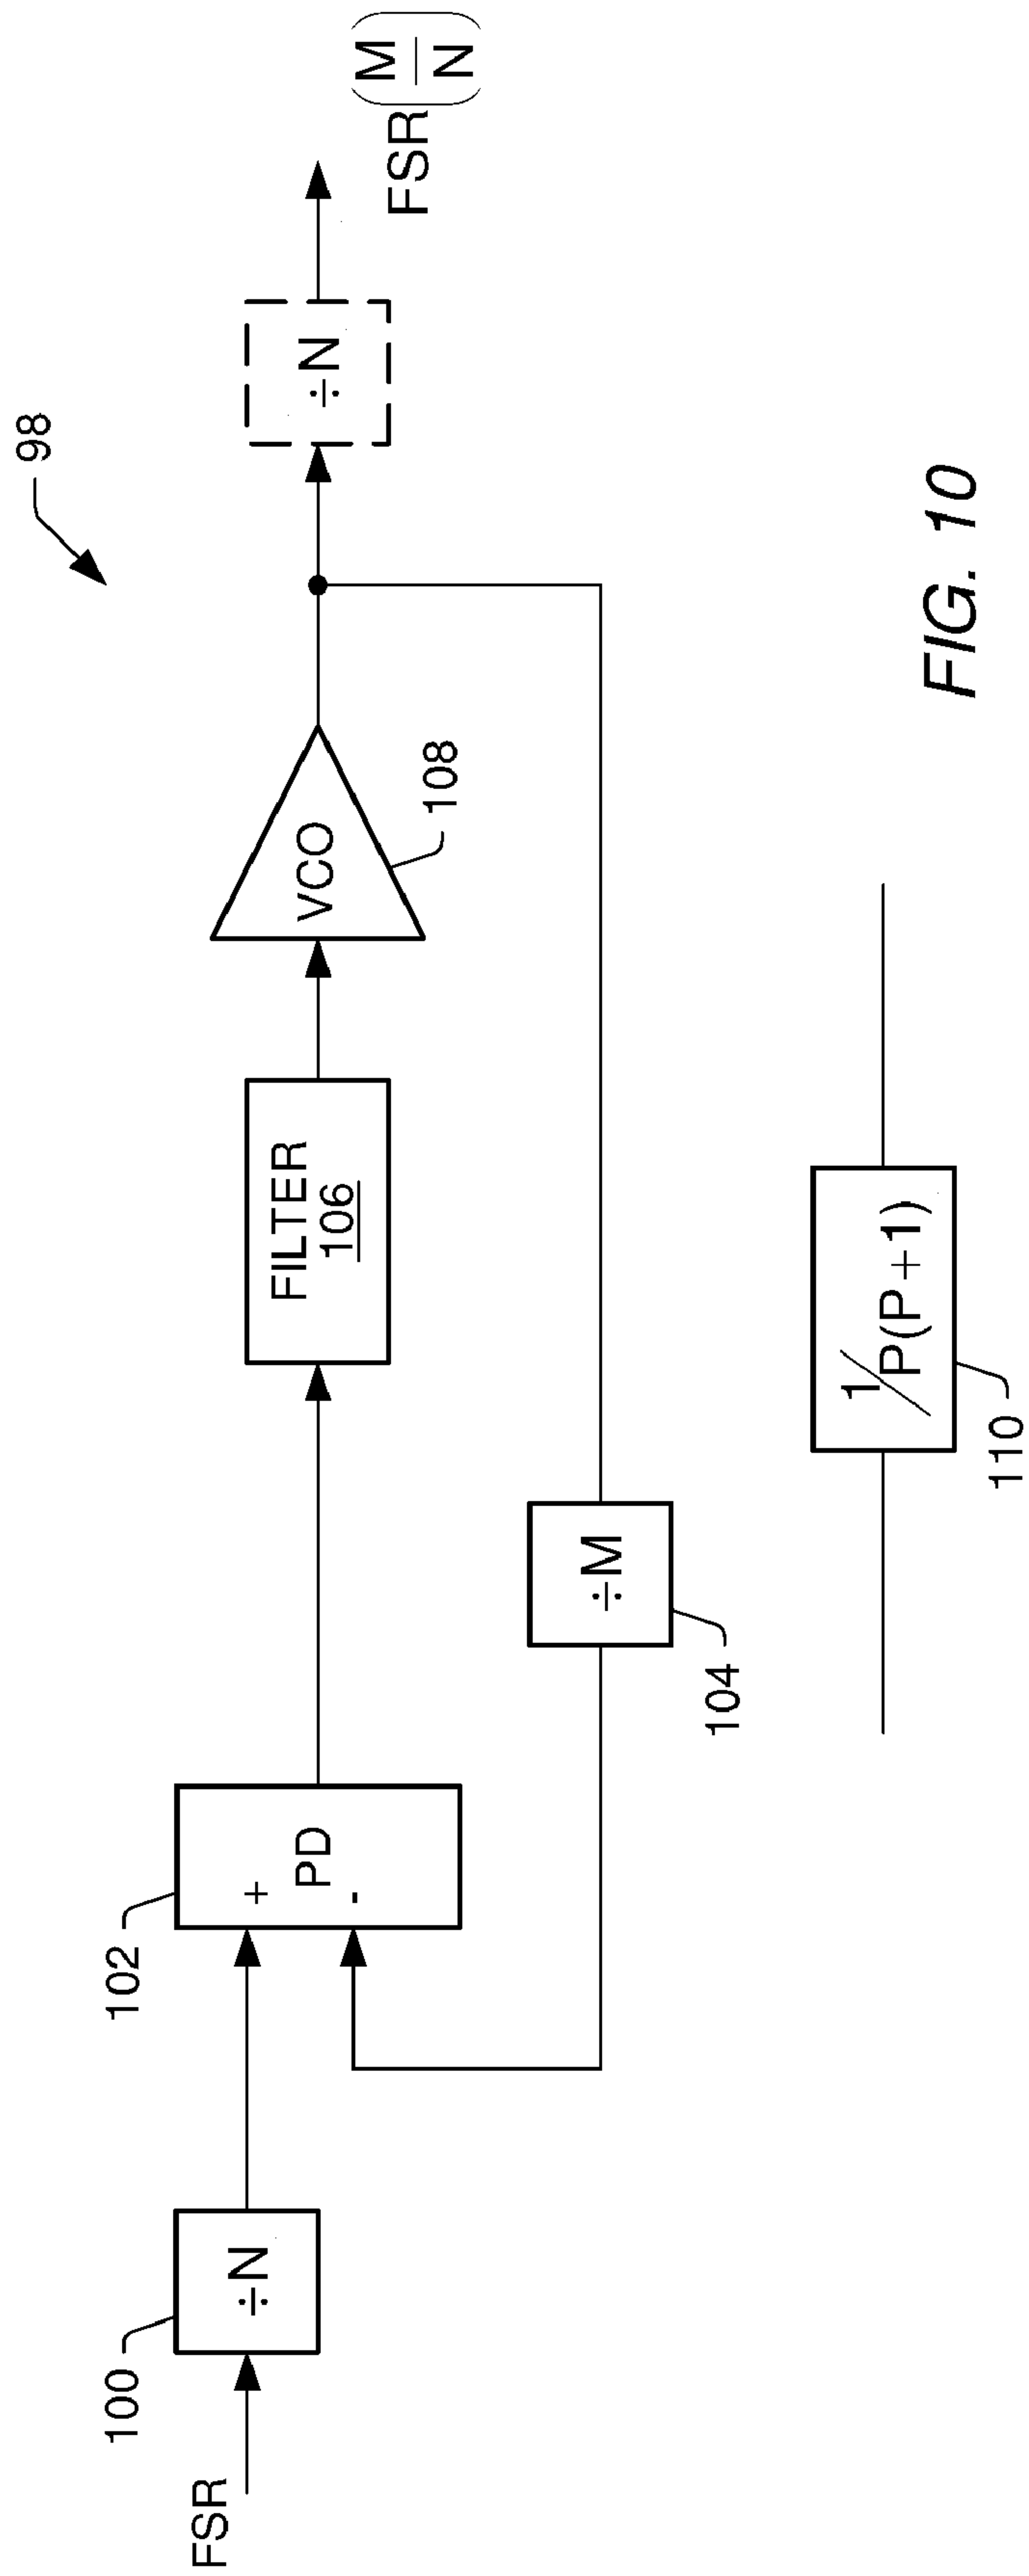 98
FSR
100
÷N
102
+
PD
-
FILTER
106
VCO
108
÷N
FSR (M/N)
104
÷M
110
1/P(P+1)
FIG. 10